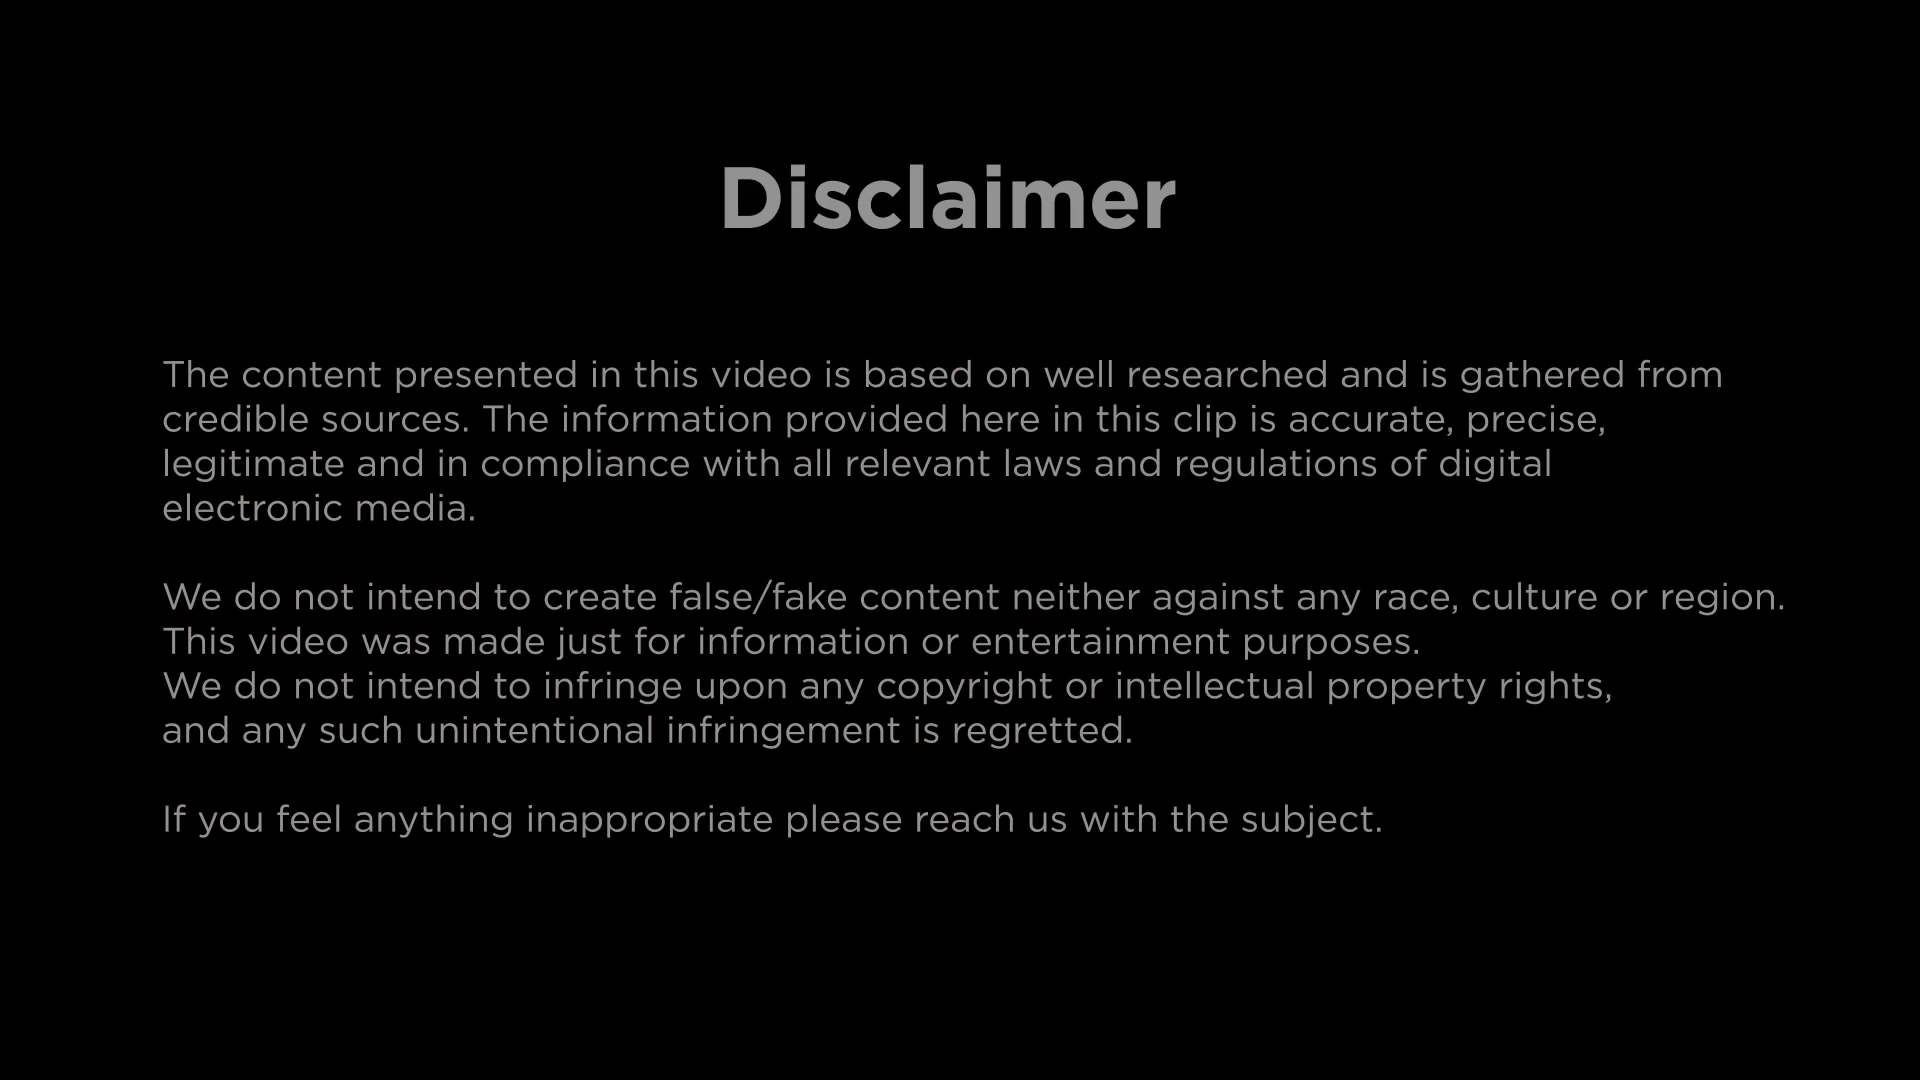 Disclaimer
The content presented in this video is based on well researched and is gathered from
credible sources. The information provided here in this clip is accurate, precise,
legitimate and in compliance with all relevant laws and regulations of digital
electronic media.
We do not intend to create false/fake content neither against any race, culture or region.
This video was made just for information or entertainment purposes.
We do not intend to infringe upon any copyright or intellectual property rights,
and any such unintentional infringement is regretted.
If you feel anything inappropriate please reach us with the subject.